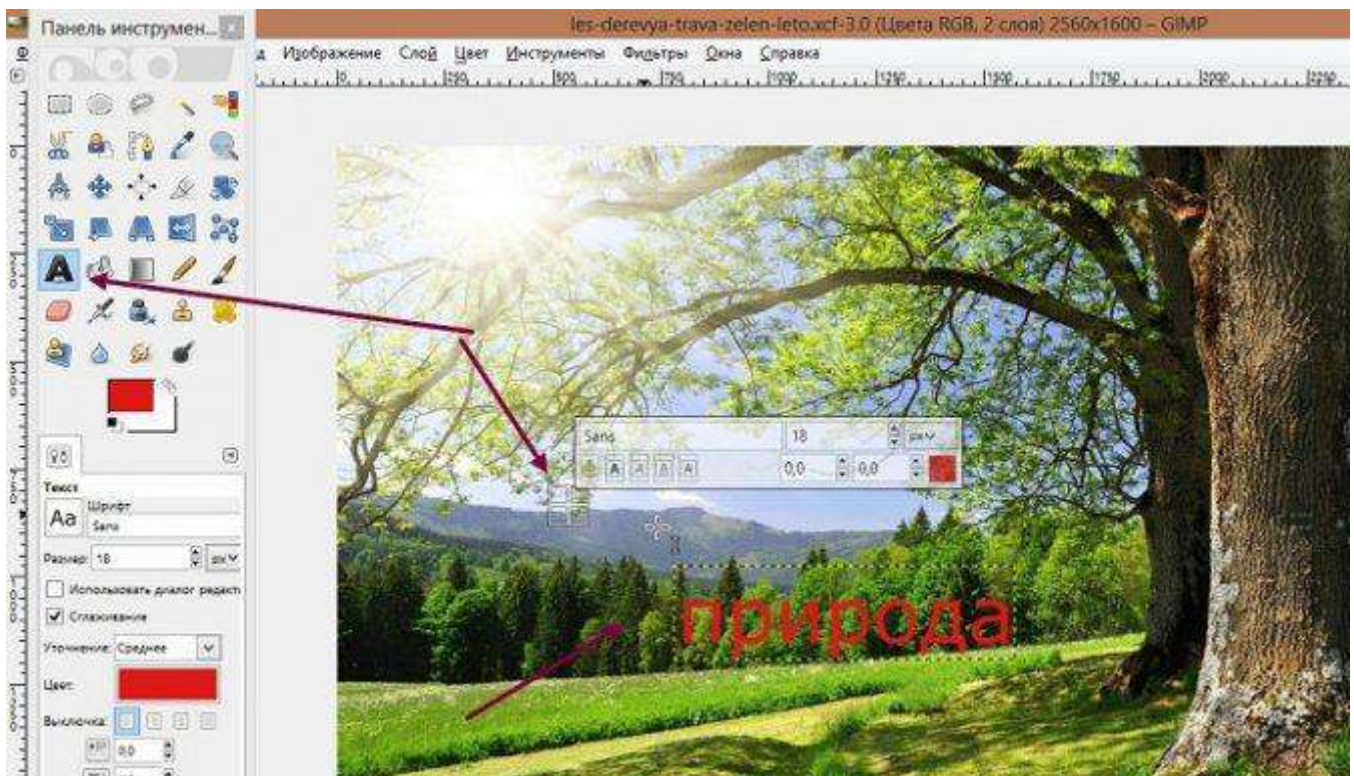 Панель инструмен...
les-derevya-trava-zelen-leto.xcf-3.0 (Цвета RGB, 2 слоя) 2560x1600 – GIMP
Изображение Слой Цвет Инструменты Фильтры Окна Справка
Sans 18 px
0,0 0,0
Текст
Шрифт
Aa Sans
Размер: 18 px
Использовать диалог редакт
Сглаживание
Уточнение: Среднее
природа
Цвет:
Выключка:
0,0